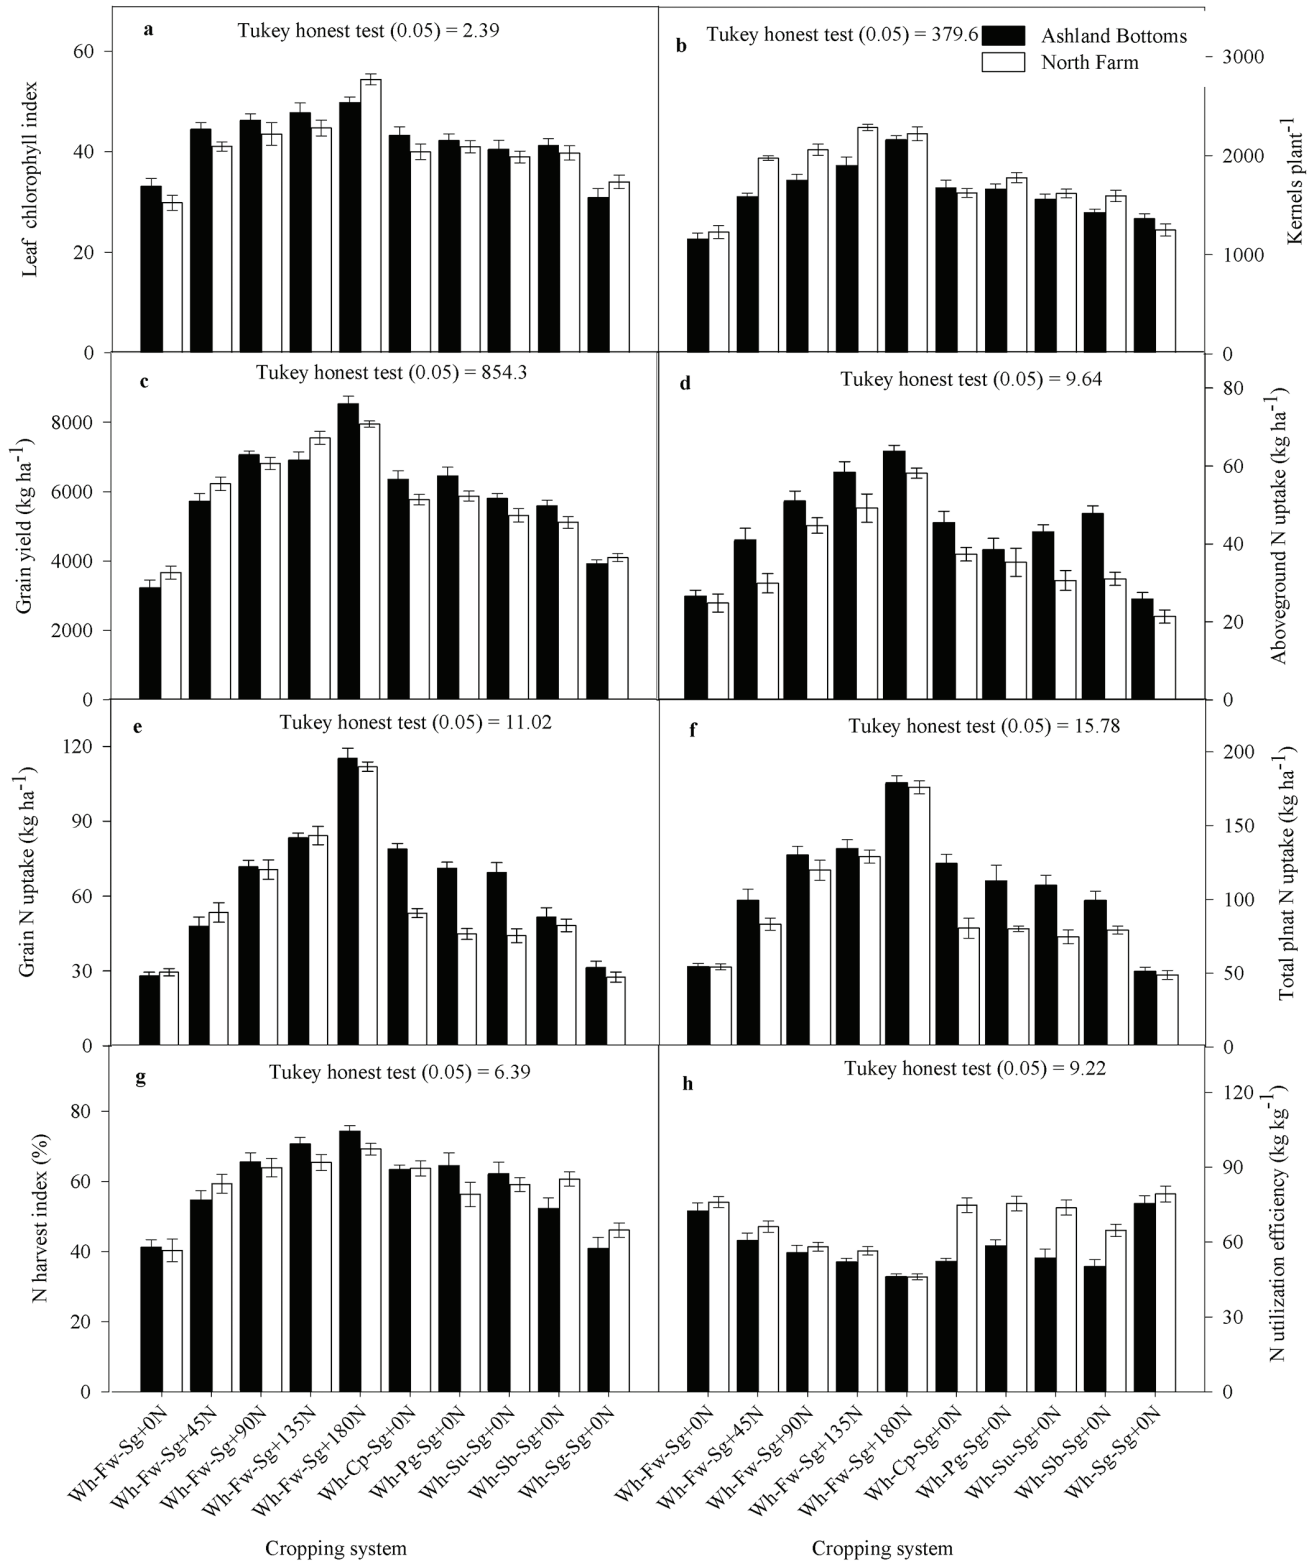 a
Tukey honest test (0.05) = 2.39
60
40
20
0
Leaf chlorophyll index
b
Tukey honest test (0.05) = 379.6
Ashland Bottoms
North Farm
3000
2000
1000
0
Kernels plant-1
c
Tukey honest test (0.05) = 854.3
8000
6000
4000
2000
0
Grain yield (kg ha-1)
d
Tukey honest test (0.05) = 9.64
80
60
40
20
0
Aboveground N uptake (kg ha-1)
e
Tukey honest test (0.05) = 11.02
120
90
60
30
0
Grain N uptake (kg ha-1)
f
Tukey honest test (0.05) = 15.78
200
150
100
50
0
Total plnat N uptake (kg ha-1)
g
Tukey honest test (0.05) = 6.39
80
60
40
20
0
N harvest index (%)
h
Tukey honest test (0.05) = 9.22
120
90
60
30
0
N utilization efficiency (kg kg-1)
Wh-Fw-Sg+0N
Wh-Fw-Sg+45N
Wh-Fw-Sg+90N
Wh-Fw-Sg+135N
Wh-Fw-Sg+180N
Wh-Cp-Sg+0N
Wh-Pg-Sg+0N
Wh-Su-Sg+0N
Wh-Sb-Sg+0N
Wh-Sg-Sg+0N
Cropping system
Wh-Fw-Sg+0N
Wh-Fw-Sg+45N
Wh-Fw-Sg+90N
Wh-Fw-Sg+135N
Wh-Fw-Sg+180N
Wh-Cp-Sg+0N
Wh-Pg-Sg+0N
Wh-Su-Sg+0N
Wh-Sb-Sg+0N
Wh-Sg-Sg+0N
Cropping system